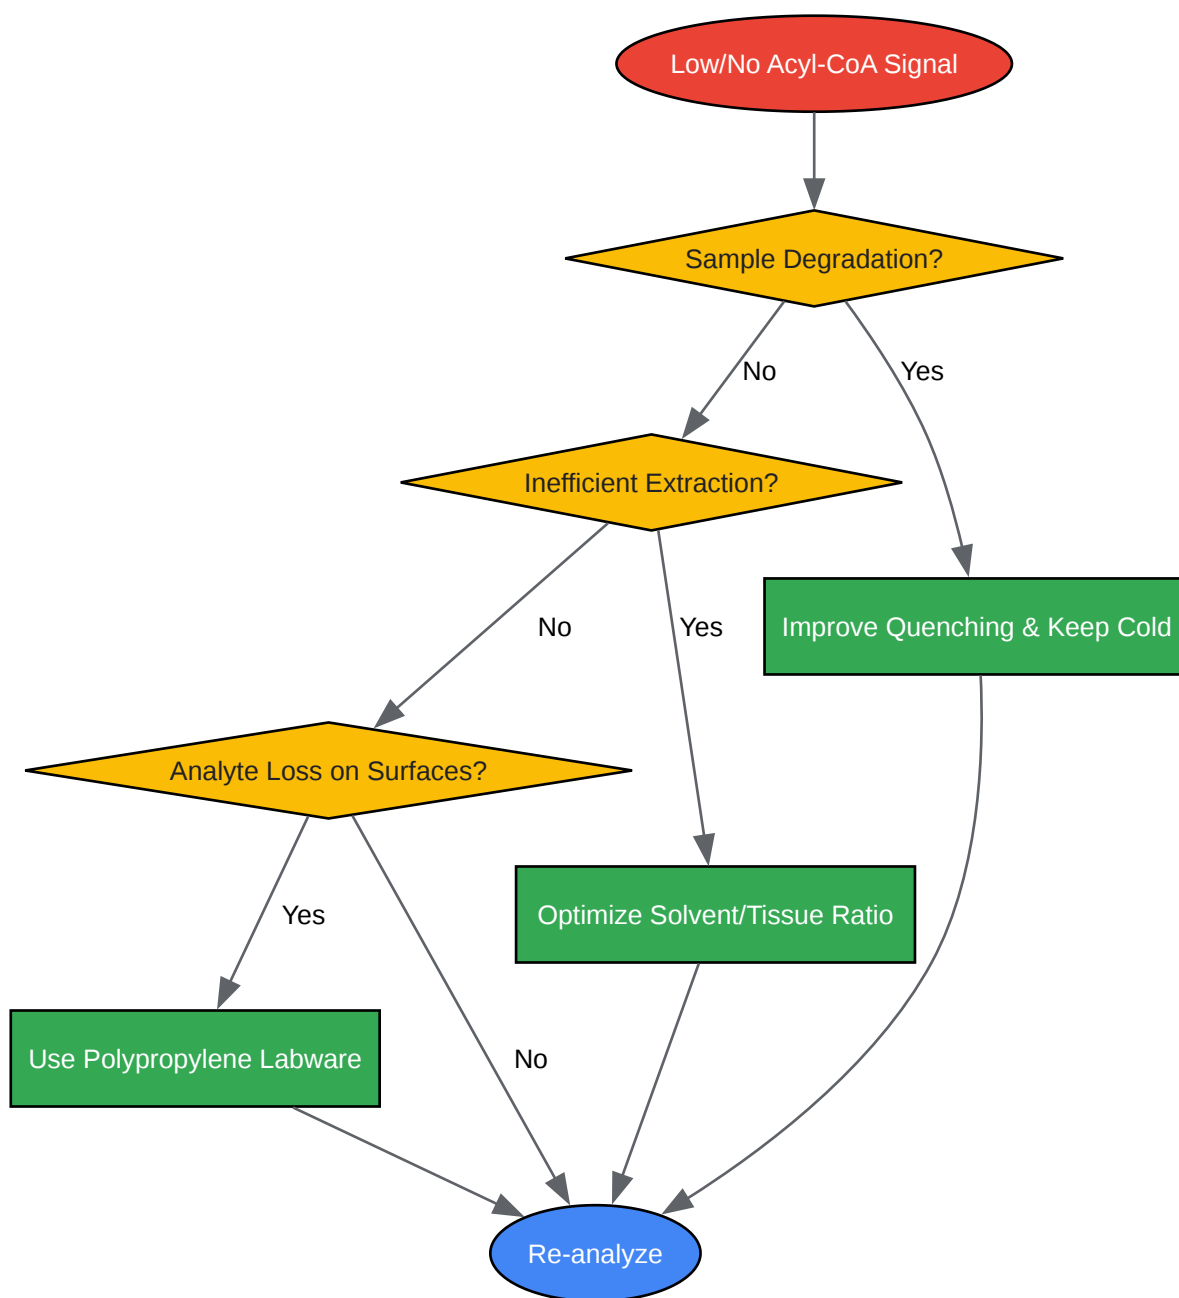 Low/No Acyl-CoA Signal
Sample Degradation?
No
Yes
Inefficient Extraction?
No
Yes
Improve Quenching & Keep Cold
Analyte Loss on Surfaces?
Yes
Optimize Solvent/Tissue Ratio
Use Polypropylene Labware
No
Re-analyze